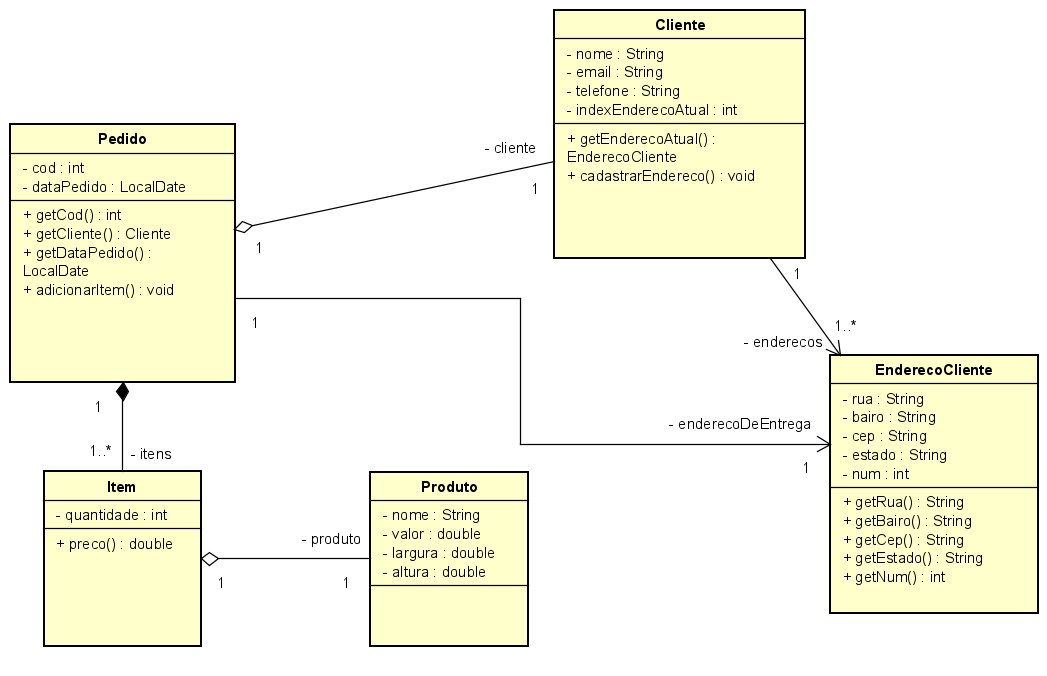 Cliente
- nome : String
- email : String
- telefone : String
- indexEnderecoAtual : int
+ getEnderecoAtual() :
EnderecoCliente
+ cadastrarEndereco() : void
Pedido
- cod : int
- dataPedido : LocalDate
+ getCod() : int
+ getCliente() : Cliente
+ getDataPedido() :
LocalDate
+ adicionarItem() : void
- cliente
1
1
1
1
1..*
- enderecos
EnderecoCliente
- rua : String
- bairo : String
- cep : String
- estado : String
- num : int
+ getRua() : String
+ getBairo() : String
+ getCep() : String
+ getEstado() : String
+ getNum() : int
- enderecoDeEntrega
1
1
1..*
- itens
Item
- quantidade : int
+ preco() : double
- produto
1
1
Produto
- nome : String
- valor : double
- largura : double
- altura : double